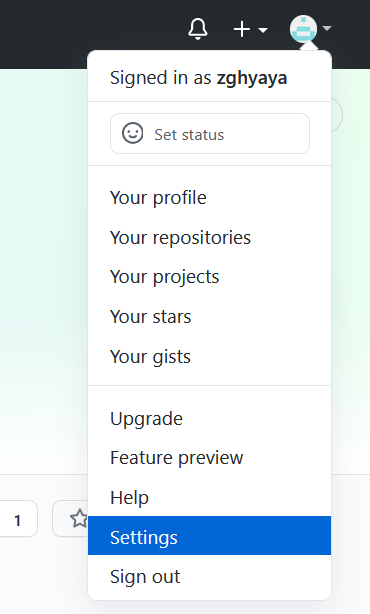 Signed in as zghyaya
Set status
Your profile
Your repositories
Your projects
Your stars
Your gists
Upgrade
Feature preview
Help
1
Settings
Sign out